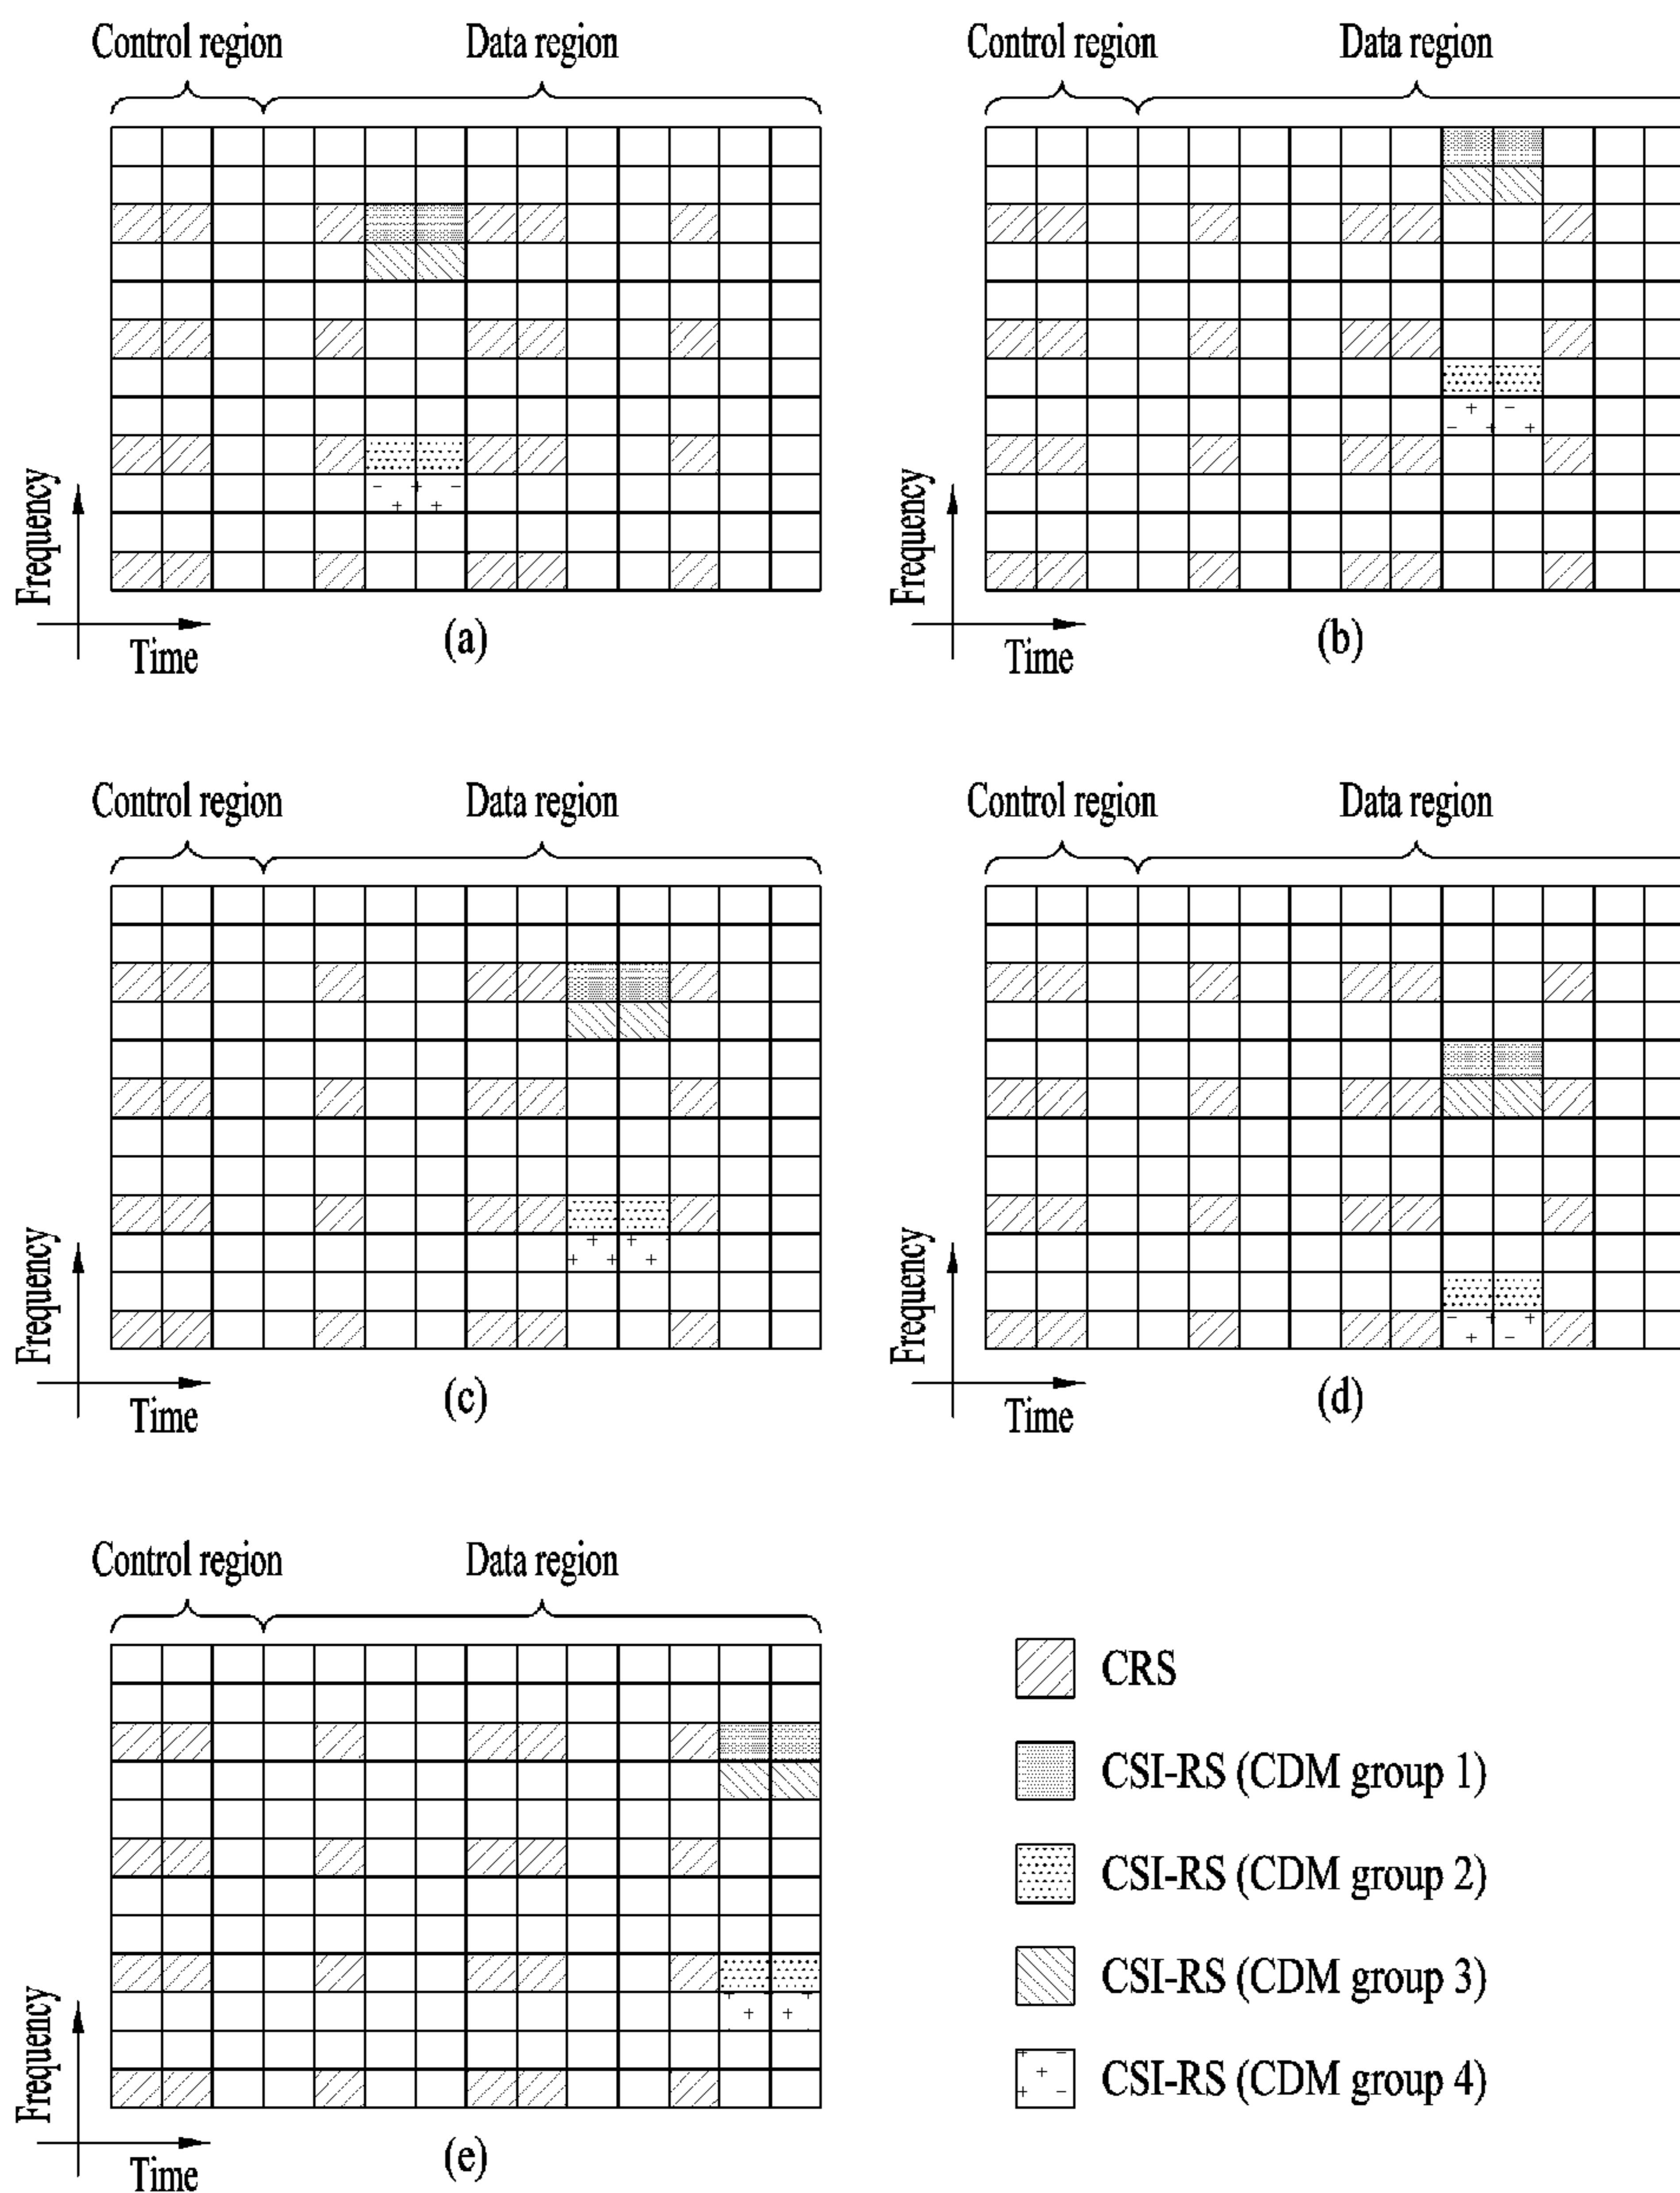 Control region
Data region
Frequency
Time
(a)
Control region
Data region
Frequency
Time
(b)
Control region
Data region
Frequency
Time
(c)
Control region
Data region
Frequency
Time
(d)
Control region
Data region
Frequency
Time
(e)
CRS
CSI-RS (CDM group 1)
CSI-RS (CDM group 2)
CSI-RS (CDM group 3)
CSI-RS (CDM group 4)